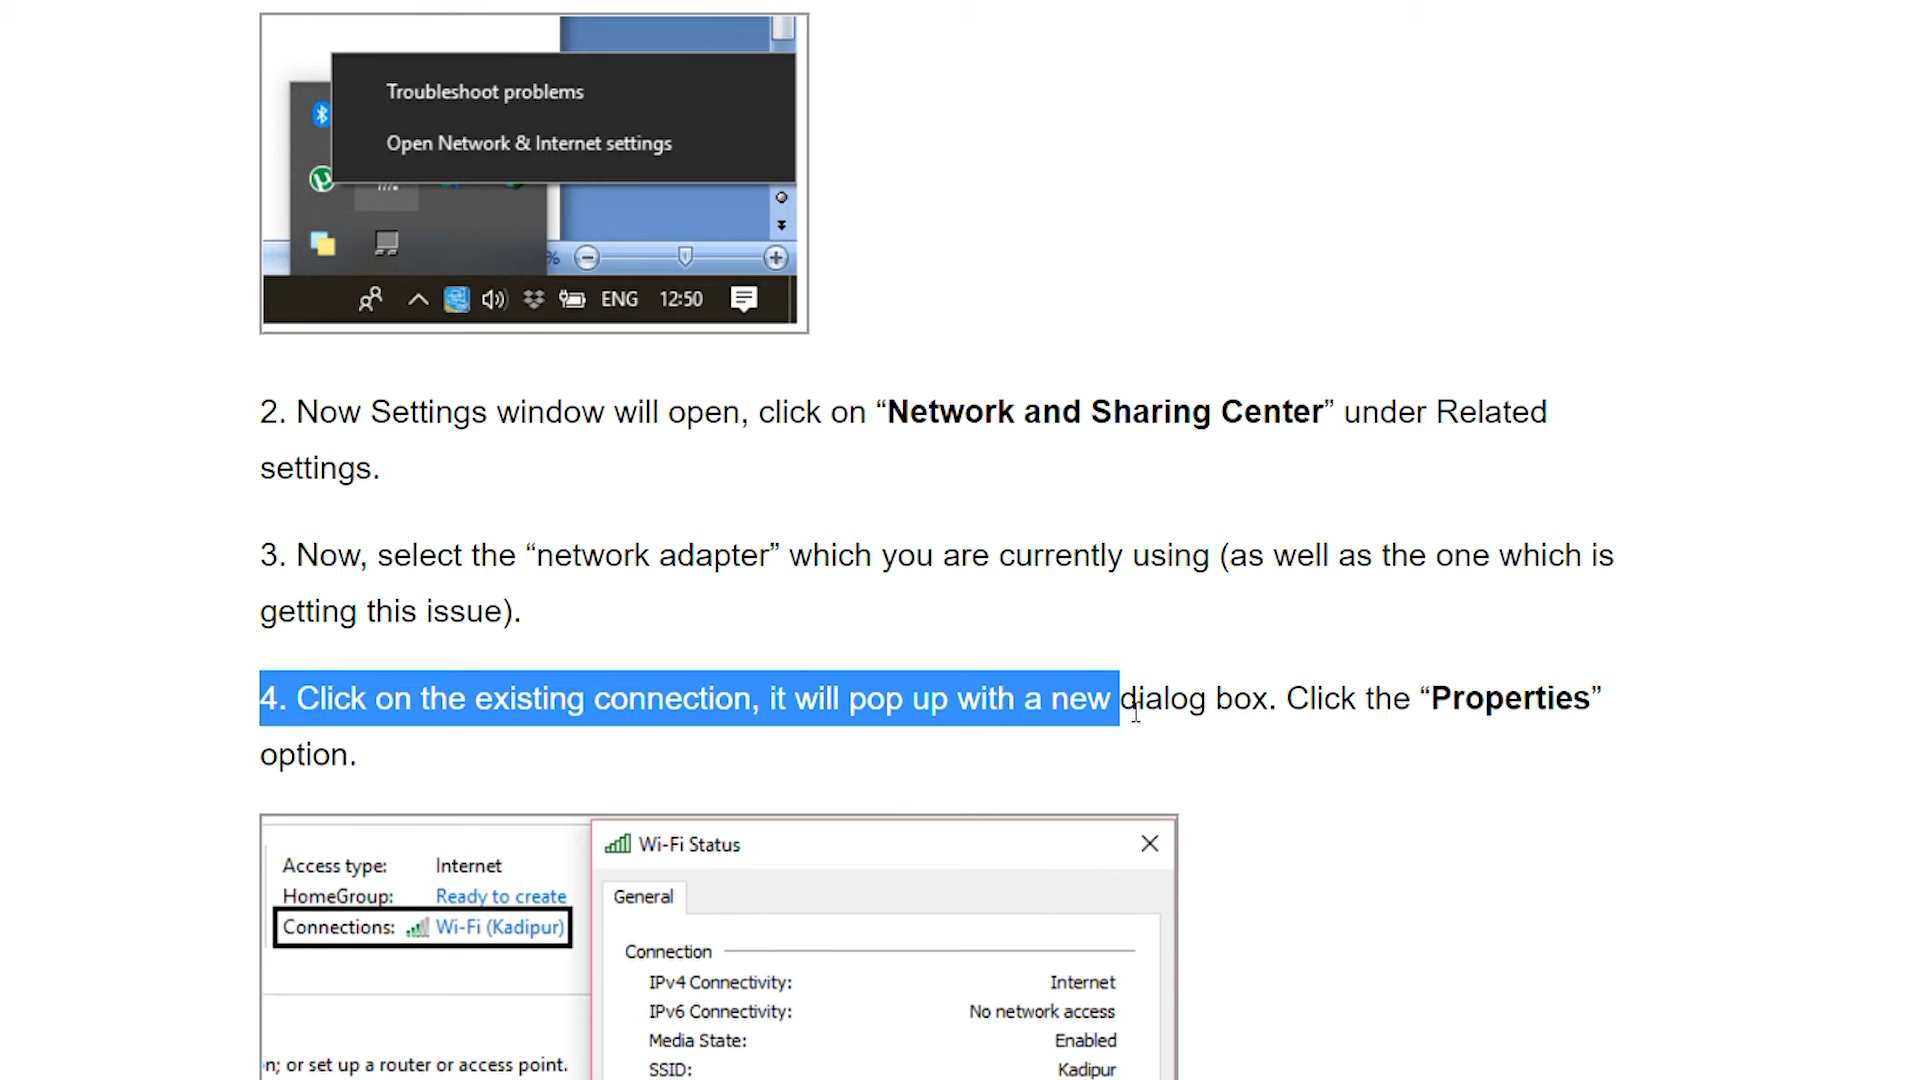 Troubleshoot problems
Open Network & Internet settings
%
ENG 12:50
2. Now Settings window will open, click on “Network and Sharing Center” under Related
settings.
3. Now, select the “network adapter” which you are currently using (as well as the one which is
getting this issue).
4. Click on the existing connection, it will pop up with a new dialog box. Click the “Properties”
option.
Wi-Fi Status
Access type: Internet
General
HomeGroup: Ready to create
Connections: Wi-Fi (Kadipur)
Connection
IPv4 Connectivity: Internet
IPv6 Connectivity: No network access
Media State: Enabled
n; or set up a router or access point.
SSID: Kadipur